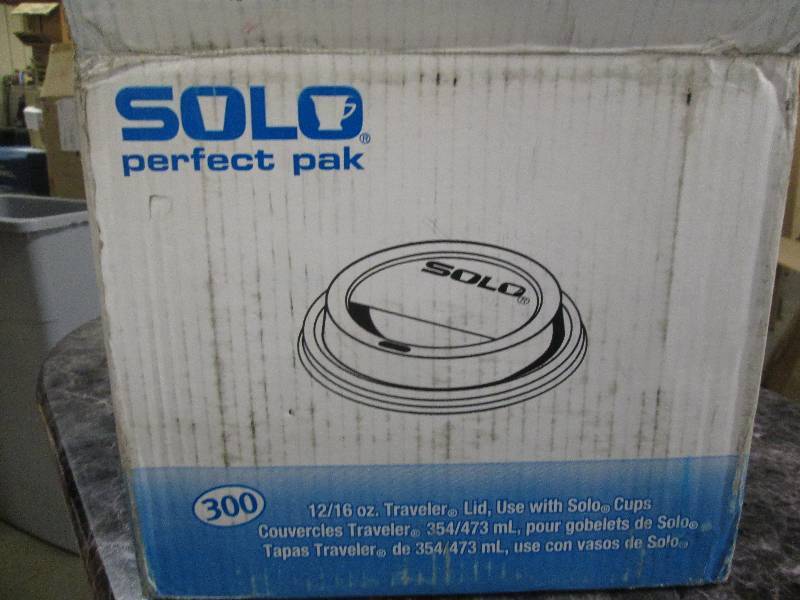 SOLO®
perfect pak
SOLO®
300
12/16 oz. Traveler® Lid, Use with Solo® Cups
Couvercles Traveler® 354/473 mL, pour gobelets de Solo®
Tapas Traveler® de 354/473 mL, use con vasos de Solo®